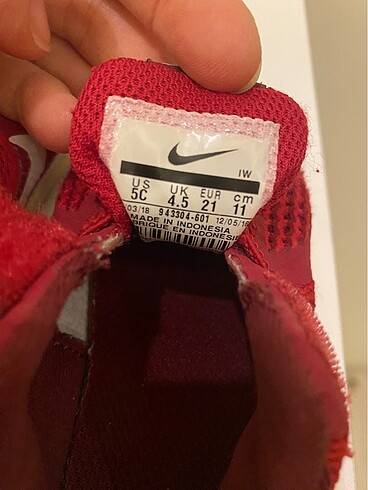 IW
US UK EUR cm
5C 4.5 21 11
03/18 943304-601 12/05/18
MADE IN INDONESIA
BRIQUE EN INDONESIE